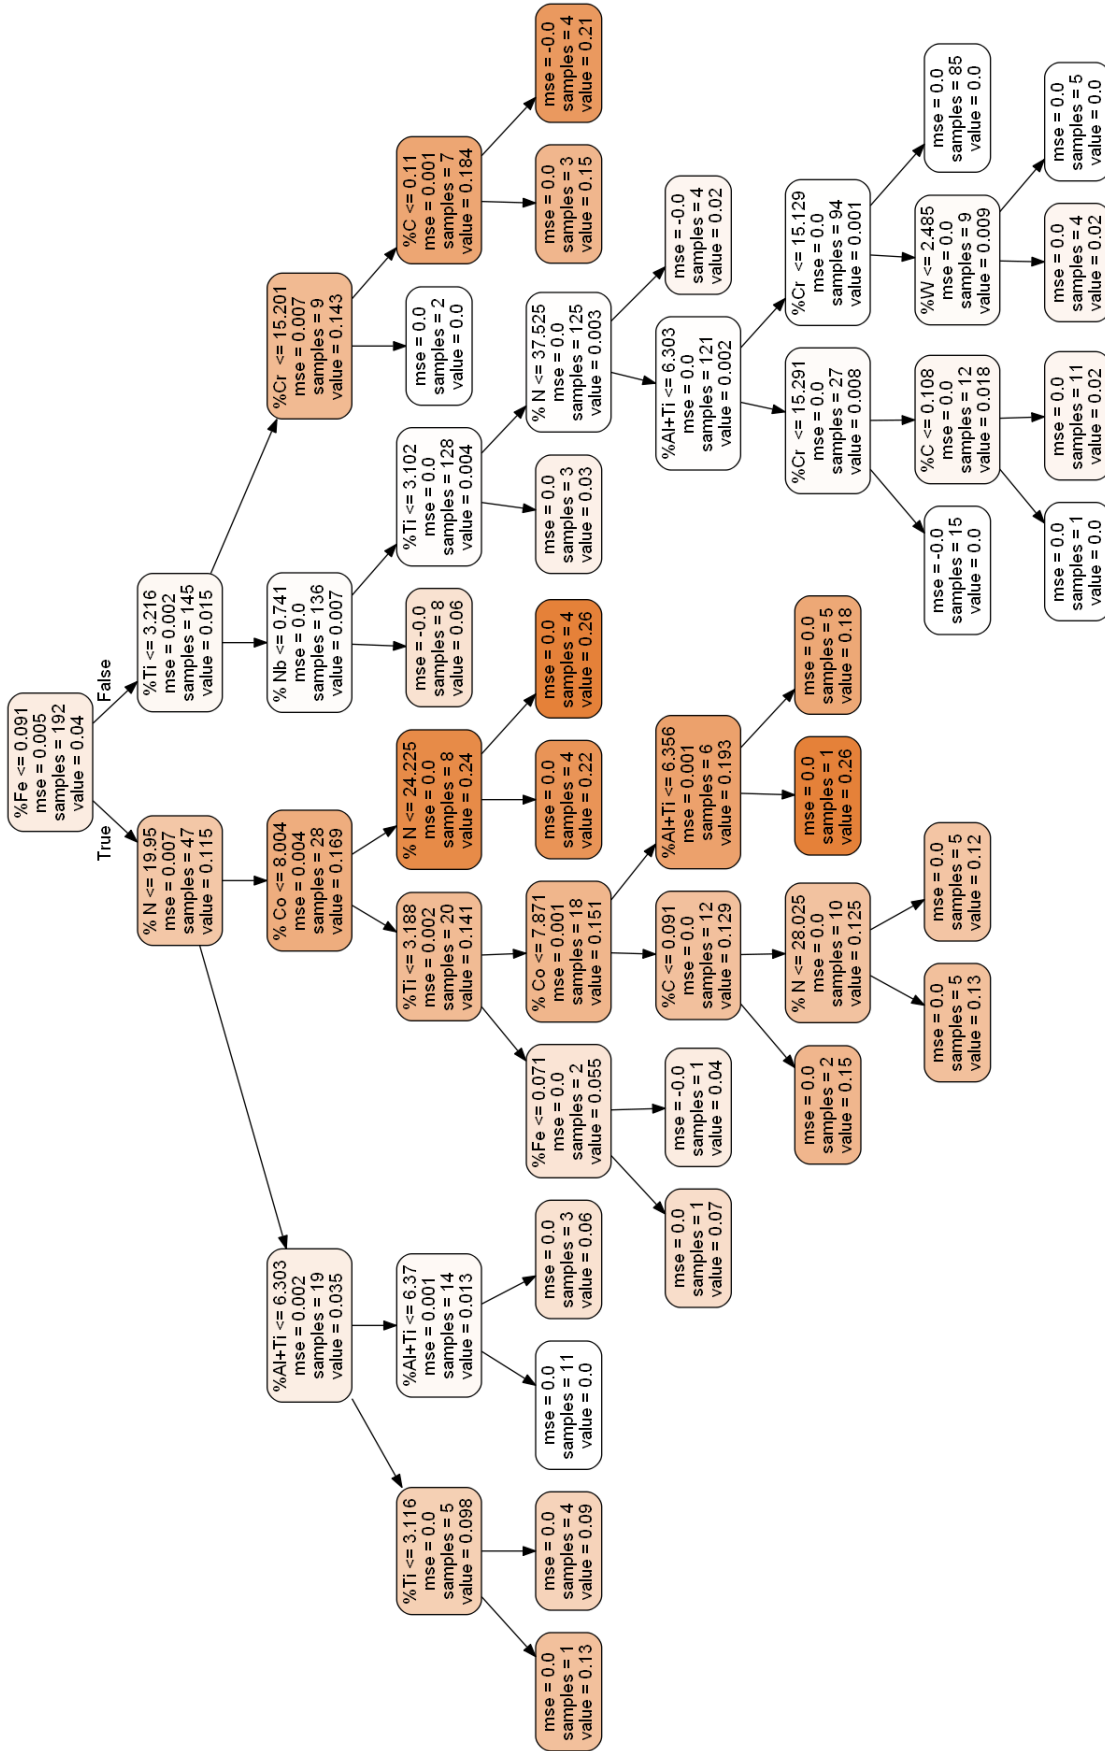 %Fe <= 0.091
mse = 0.005
samples = 192
value = 0.04
True
False
% N <= 19.95
mse = 0.007
samples = 47
value = 0.115
%Ti <= 3.216
mse = 0.002
samples = 145
value = 0.015
%Al+Ti <= 6.303
mse = 0.002
samples = 19
value = 0.035
% Co <= 8.004
mse = 0.004
samples = 28
value = 0.169
% Nb <= 0.741
mse = 0.0
samples = 136
value = 0.007
%Cr <= 15.201
mse = 0.007
samples = 9
value = 0.143
%Ti <= 3.116
mse = 0.0
samples = 5
value = 0.098
%Al+Ti <= 6.37
mse = 0.001
samples = 14
value = 0.013
%Ti <= 3.188
mse = 0.002
samples = 20
value = 0.141
% N <= 24.225
mse = 0.0
samples = 8
value = 0.24
mse = -0.0
samples = 8
value = 0.06
%Ti <= 3.102
mse = 0.0
samples = 128
value = 0.004
mse = 0.0
samples = 2
value = 0.0
%C <= 0.11
mse = 0.001
samples = 7
value = 0.184
mse = 0.0
samples = 1
value = 0.13
mse = 0.0
samples = 4
value = 0.09
mse = 0.0
samples = 11
value = 0.0
mse = 0.0
samples = 3
value = 0.06
%Fe <= 0.071
mse = 0.0
samples = 2
value = 0.055
% Co <= 7.871
mse = 0.001
samples = 18
value = 0.151
mse = 0.0
samples = 4
value = 0.22
mse = 0.0
samples = 4
value = 0.26
mse = 0.0
samples = 3
value = 0.03
% N <= 37.525
mse = 0.0
samples = 125
value = 0.003
mse = 0.0
samples = 3
value = 0.15
mse = -0.0
samples = 4
value = 0.21
mse = 0.0
samples = 1
value = 0.07
mse = -0.0
samples = 1
value = 0.04
%C <= 0.091
mse = 0.0
samples = 12
value = 0.129
%Al+Ti <= 6.356
mse = 0.001
samples = 6
value = 0.193
%Al+Ti <= 6.303
mse = 0.0
samples = 121
value = 0.002
mse = -0.0
samples = 4
value = 0.02
mse = 0.0
samples = 2
value = 0.15
% N <= 28.025
mse = 0.0
samples = 10
value = 0.125
mse = 0.0
samples = 1
value = 0.26
mse = 0.0
samples = 5
value = 0.18
%Cr <= 15.291
mse = 0.0
samples = 27
value = 0.008
%Cr <= 15.129
mse = 0.0
samples = 94
value = 0.001
mse = 0.0
samples = 5
value = 0.13
mse = 0.0
samples = 5
value = 0.12
mse = -0.0
samples = 15
value = 0.0
%C <= 0.108
mse = 0.0
samples = 12
value = 0.018
%W <= 2.485
mse = 0.0
samples = 9
value = 0.009
mse = 0.0
samples = 85
value = 0.0
mse = 0.0
samples = 1
value = 0.0
mse = 0.0
samples = 11
value = 0.02
mse = 0.0
samples = 4
value = 0.02
mse = 0.0
samples = 5
value = 0.0